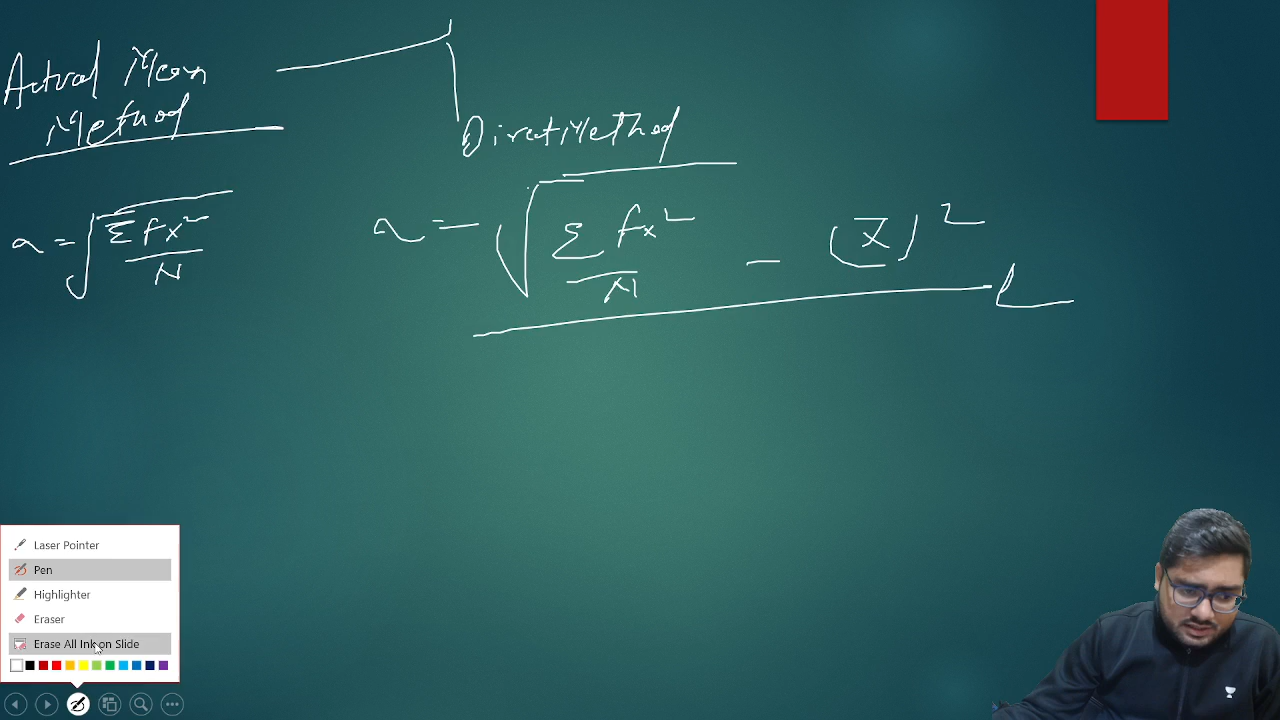 Actual Mean
Method
Direct Method
σ = √ Σfx² / N
σ = √ Σfx² / N − (x̄)²
Laser Pointer
Pen
Highlighter
Eraser
Erase All Ink on Slide